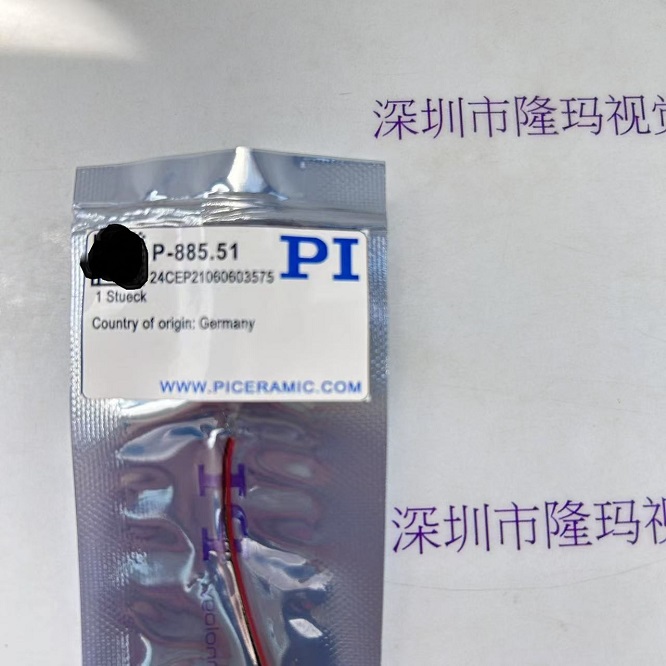 深圳市隆玛视觉
P-885.51
PI
24CEP21060603575
1 Stueck
Country of origin: Germany
WWW.PICERAMIC.COM
深圳市隆玛视